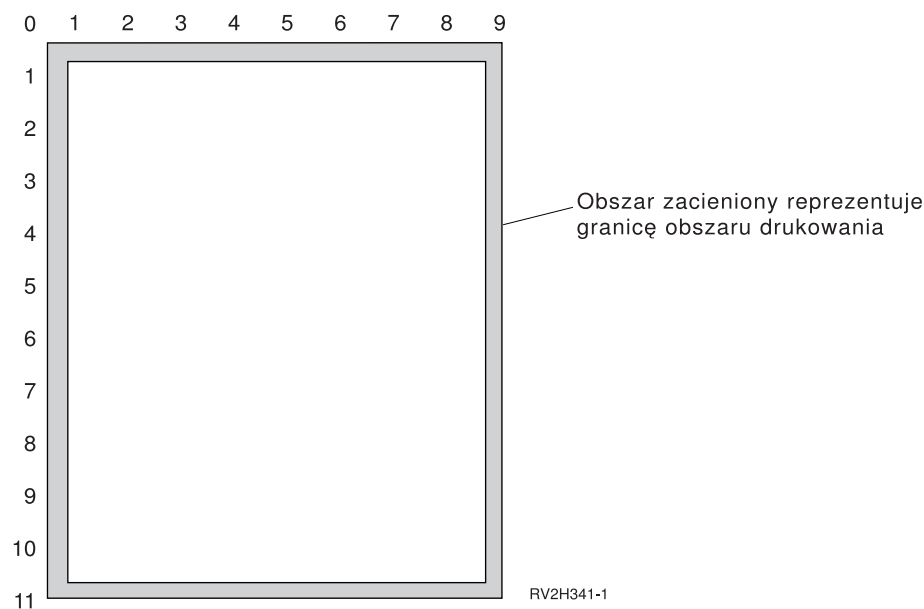 0 1 2 3 4 5 6 7 8 9
1
2
3
Obszar zacieniony reprezentuje
4
granicę obszaru drukowania
5
6
7
8
9
10
11
RV2H341-1